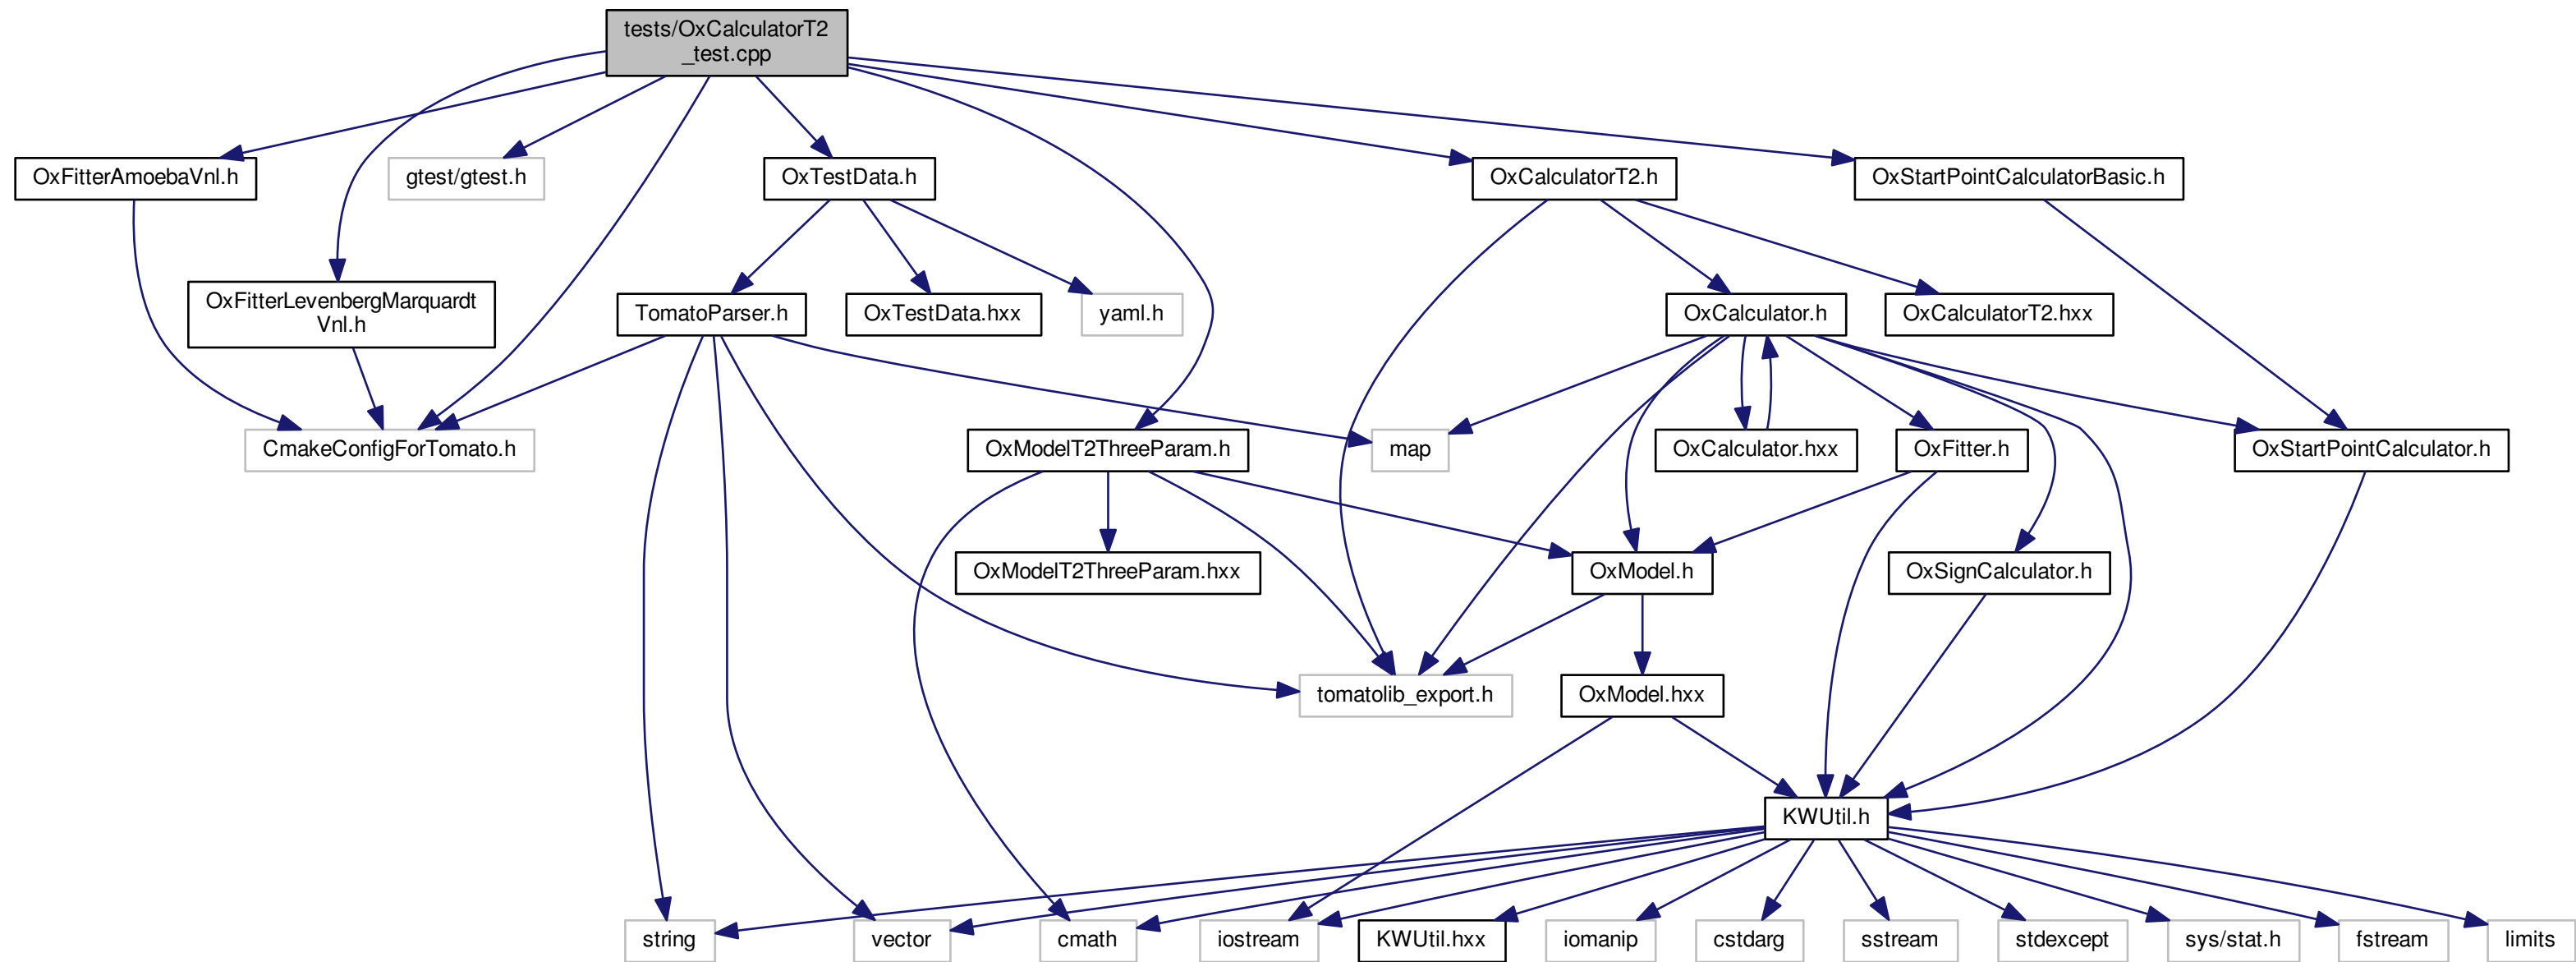 tests/OxCalculatorT2
_test.cpp
OxFitterAmoebaVnl.h
gtest/gtest.h
OxTestData.h
OxCalculatorT2.h
OxStartPointCalculatorBasic.h
OxFitterLevenbergMarquardt
Vnl.h
TomatoParser.h
OxTestData.hxx
yaml.h
OxCalculator.h
OxCalculatorT2.hxx
CmakeConfigForTomato.h
OxModelT2ThreeParam.h
map
OxCalculator.hxx
OxFitter.h
OxStartPointCalculator.h
OxModelT2ThreeParam.hxx
OxModel.h
OxSignCalculator.h
tomatolib_export.h
OxModel.hxx
KWUtil.h
string
vector
cmath
iostream
KWUtil.hxx
iomanip
cstdarg
sstream
stdexcept
sys/stat.h
fstream
limits